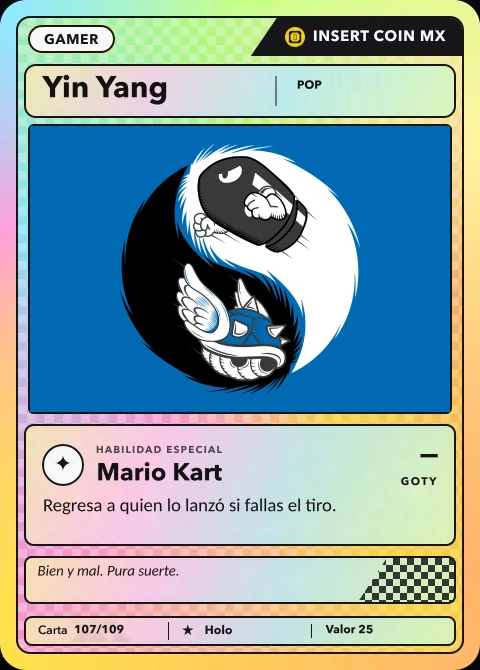 GAMER
INSERT COIN MX
Yin Yang
POP
HABILIDAD ESPECIAL
Mario Kart
GOTY
Regresa a quien lo lanzó si fallas el tiro.
Bien y mal. Pura suerte.
Carta 107/109
★ Holo
Valor 25